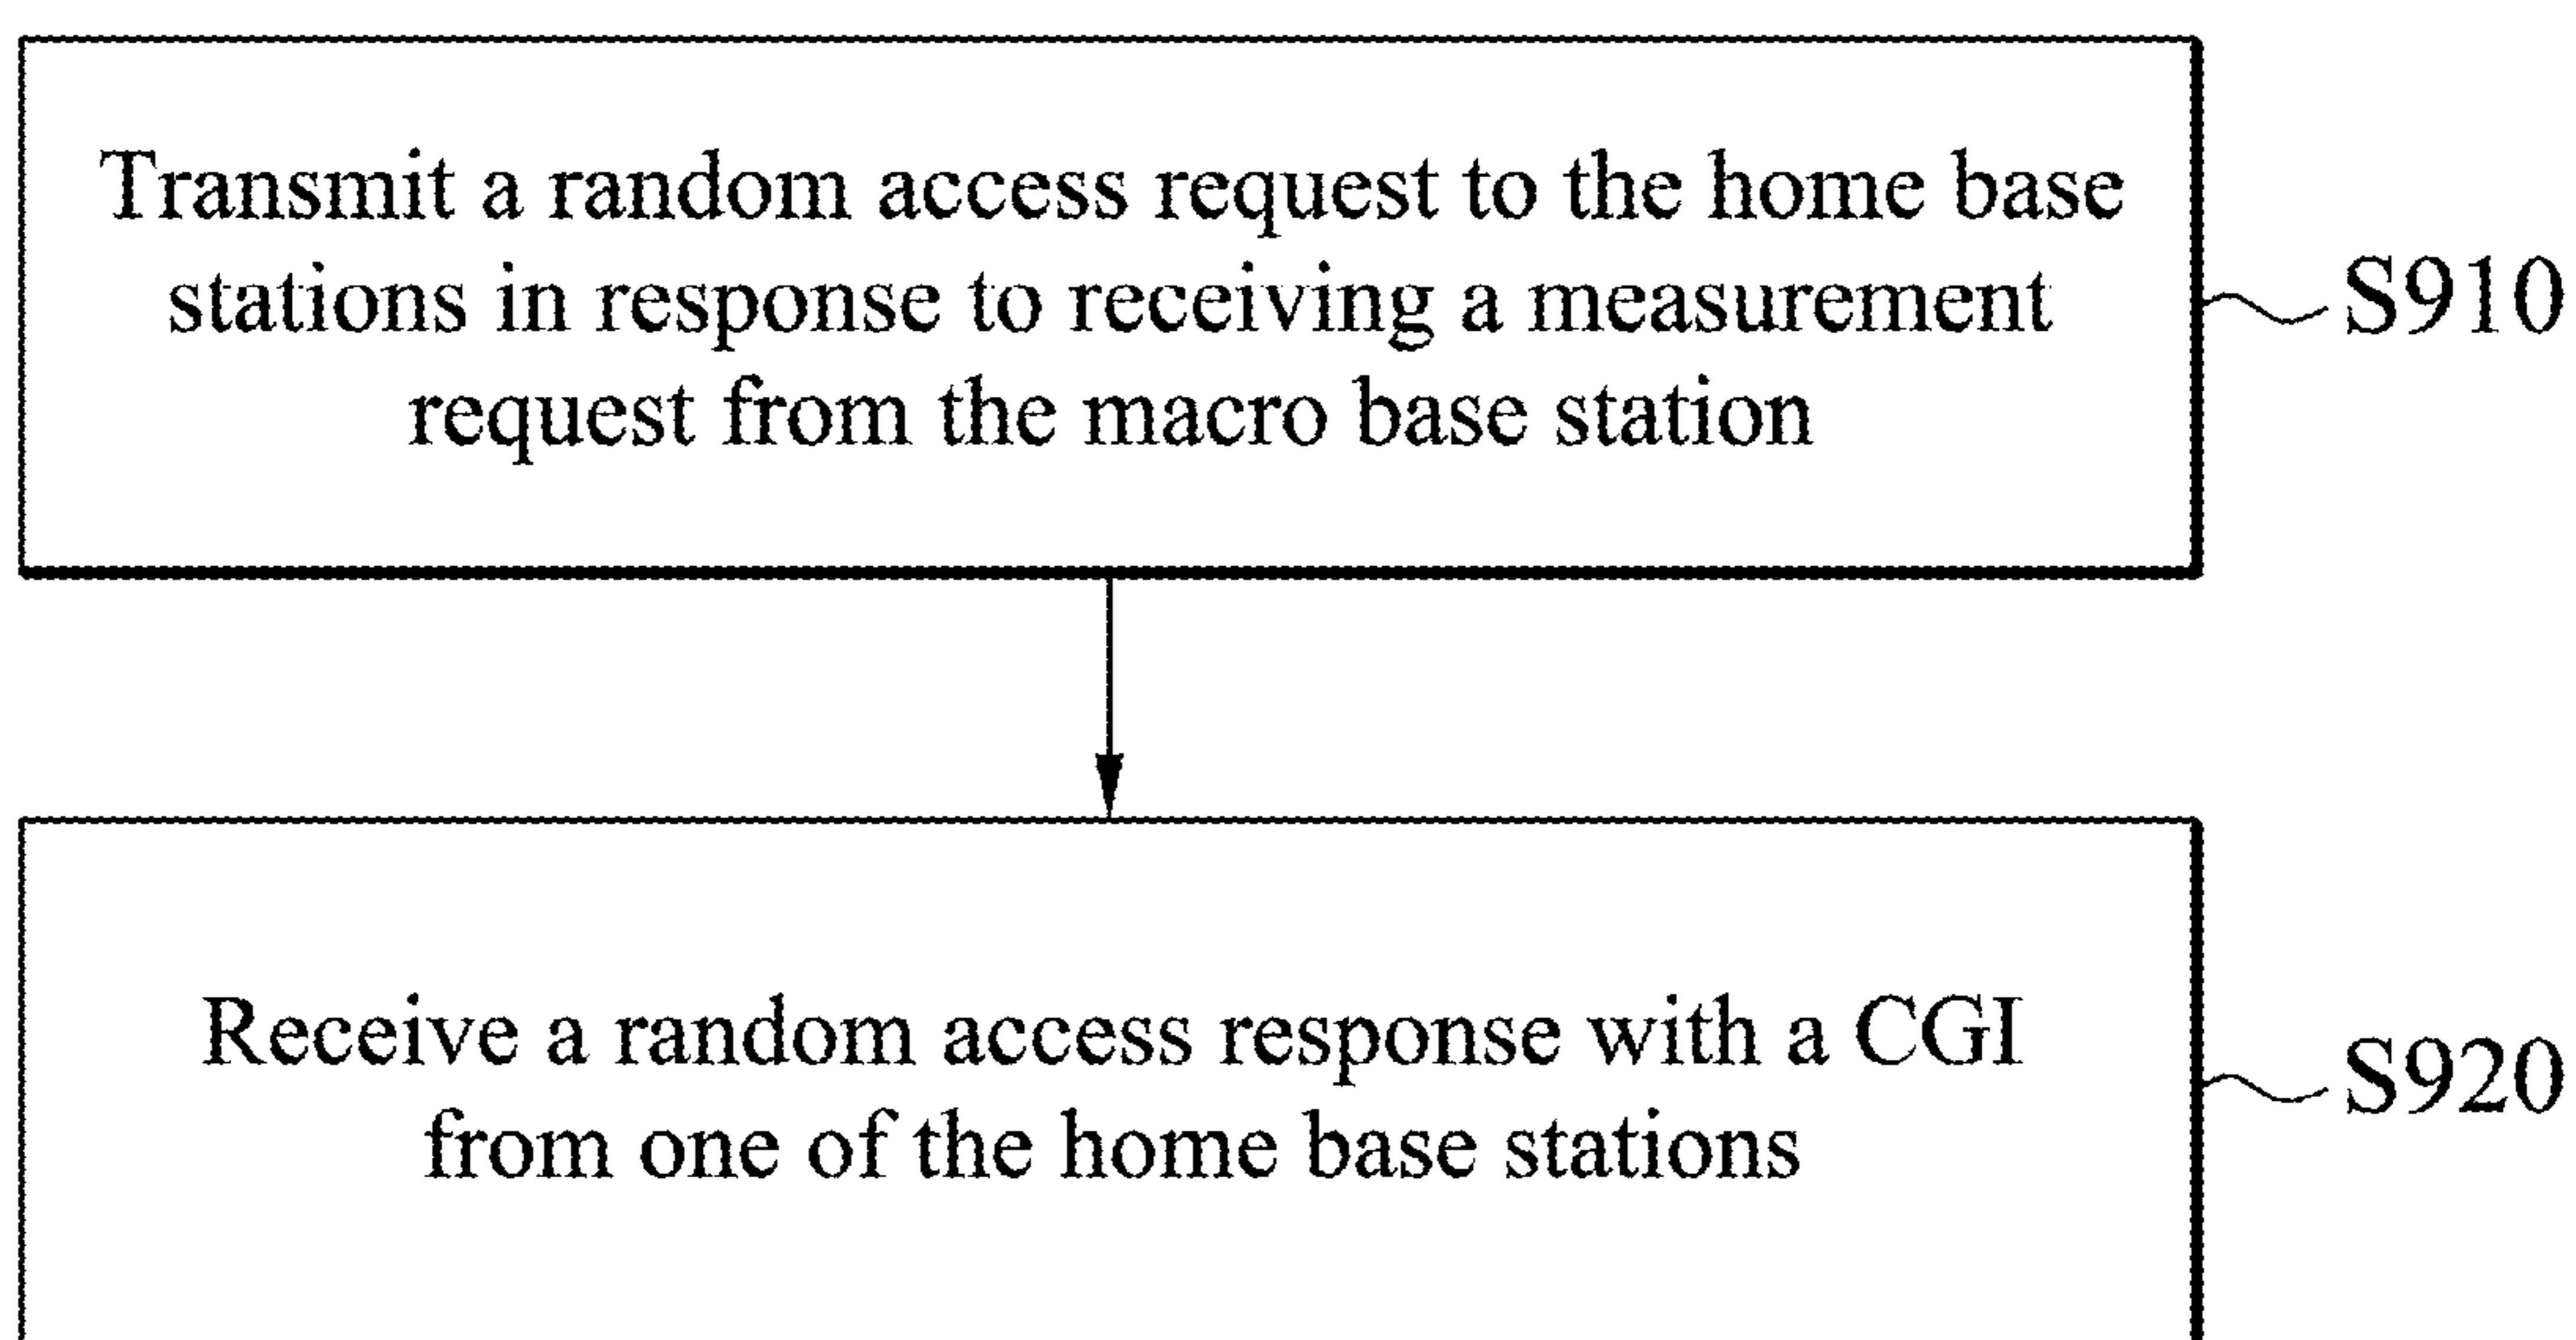 Transmit a random access request to the home base
stations in response to receiving a measurement
request from the macro base station
S910
Receive a random access response with a CGI
from one of the home base stations
S920